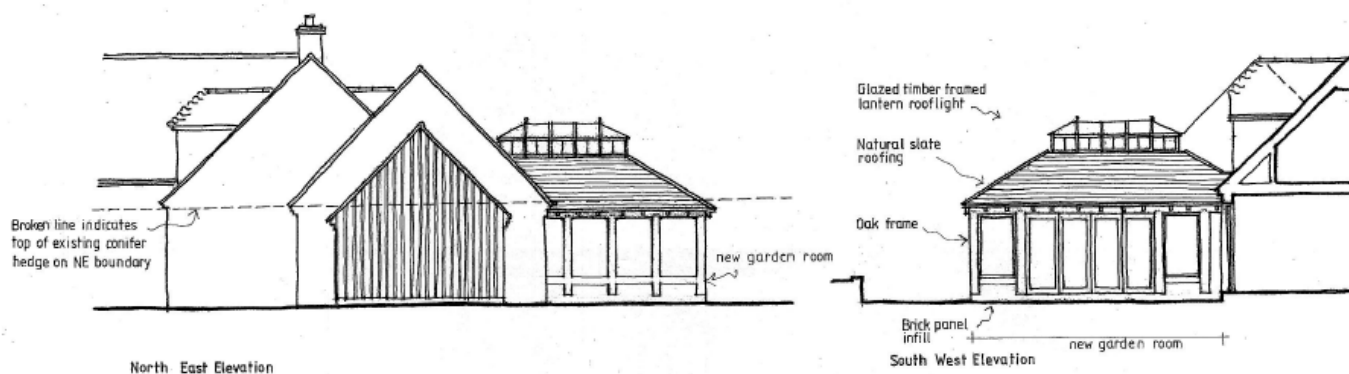 Broken line indicates
top of existing conifer
hedge on NE boundary
new garden room
North East Elevation
Glazed timber framed
lantern rooflight
Natural slate
roofing
Oak frame
Brick panel
infill
new garden room
South West Elevation